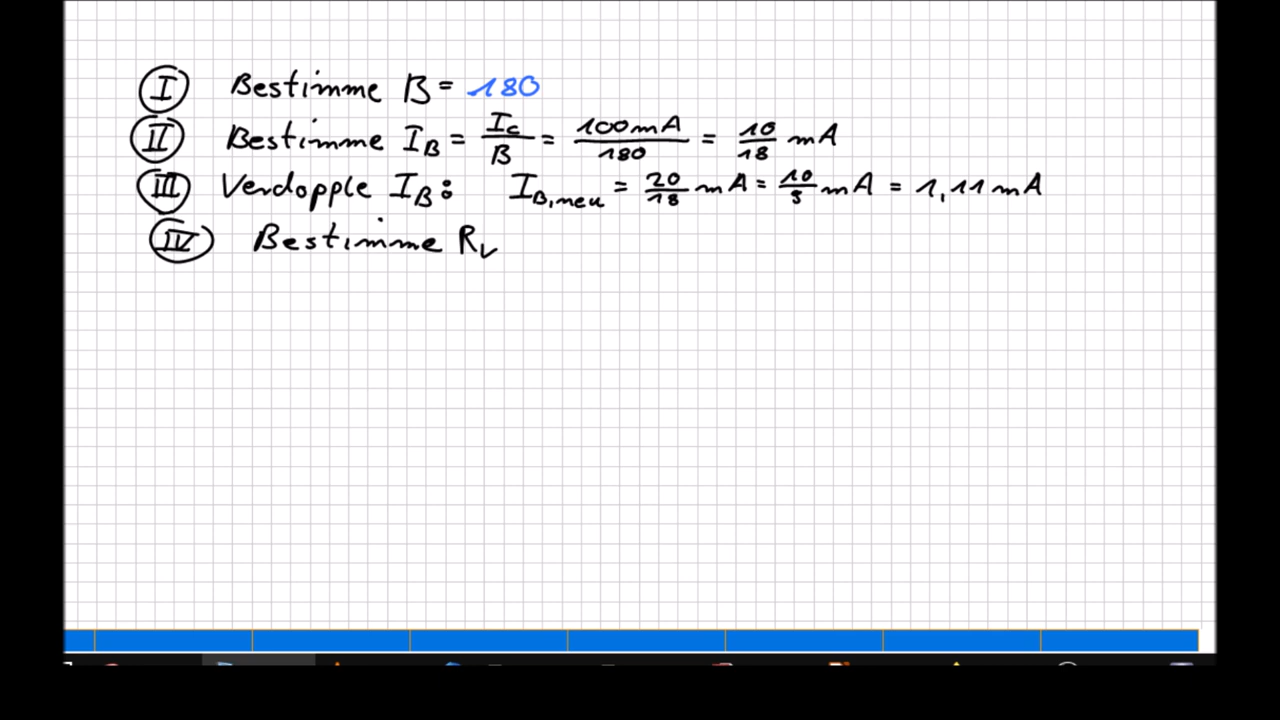 I Bestimme B = 180
II Bestimme I_B = I_C/B = 100mA/180 = 10/18 mA
III Verdopple I_B: I_B,neu = 20/18 mA = 10/9 mA = 1,11 mA
IV Bestimme R_V